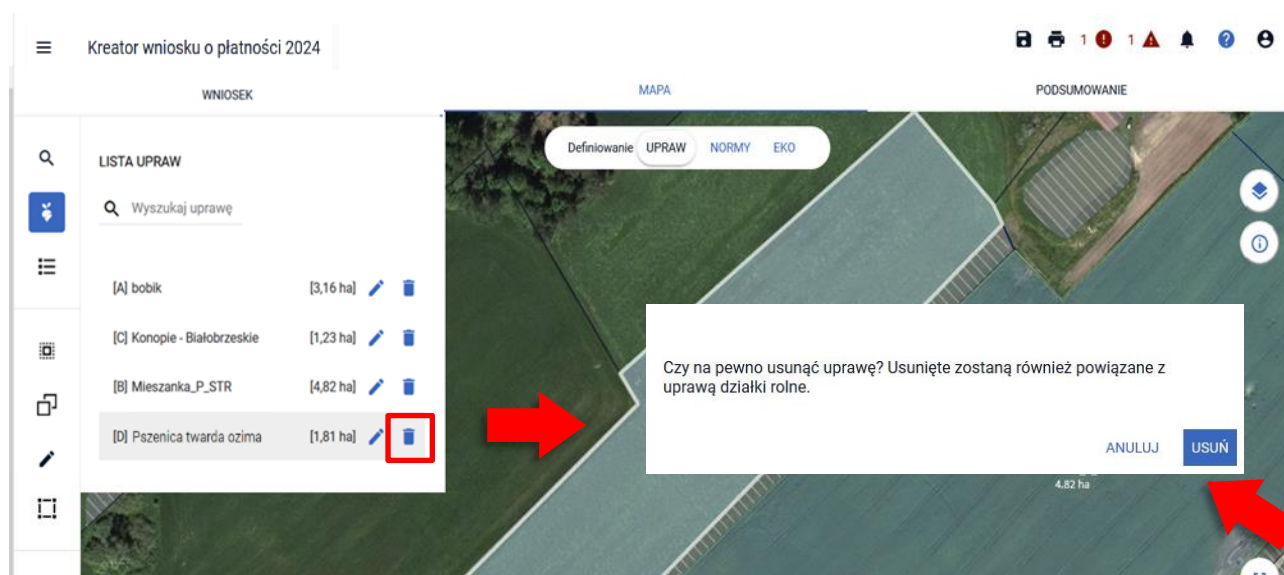 Kreator wniosku o płatności 2024
1 1
WNIOSEK MAPA PODSUMOWANIE
Definiowanie UPRAW NORMY EKO
LISTA UPRAW
Wyszukaj uprawę
[A] bobik [3,16 ha]
[C] Konopie - Białobrzeskie [1,23 ha]
[B] Mieszanka_P_STR [4,82 ha]
[D] Pszenica twarda ozima [1,81 ha]
Czy na pewno usunąć uprawę? Usunięte zostaną również powiązane z
uprawą działki rolne.
ANULUJ USUŃ
4.82 ha